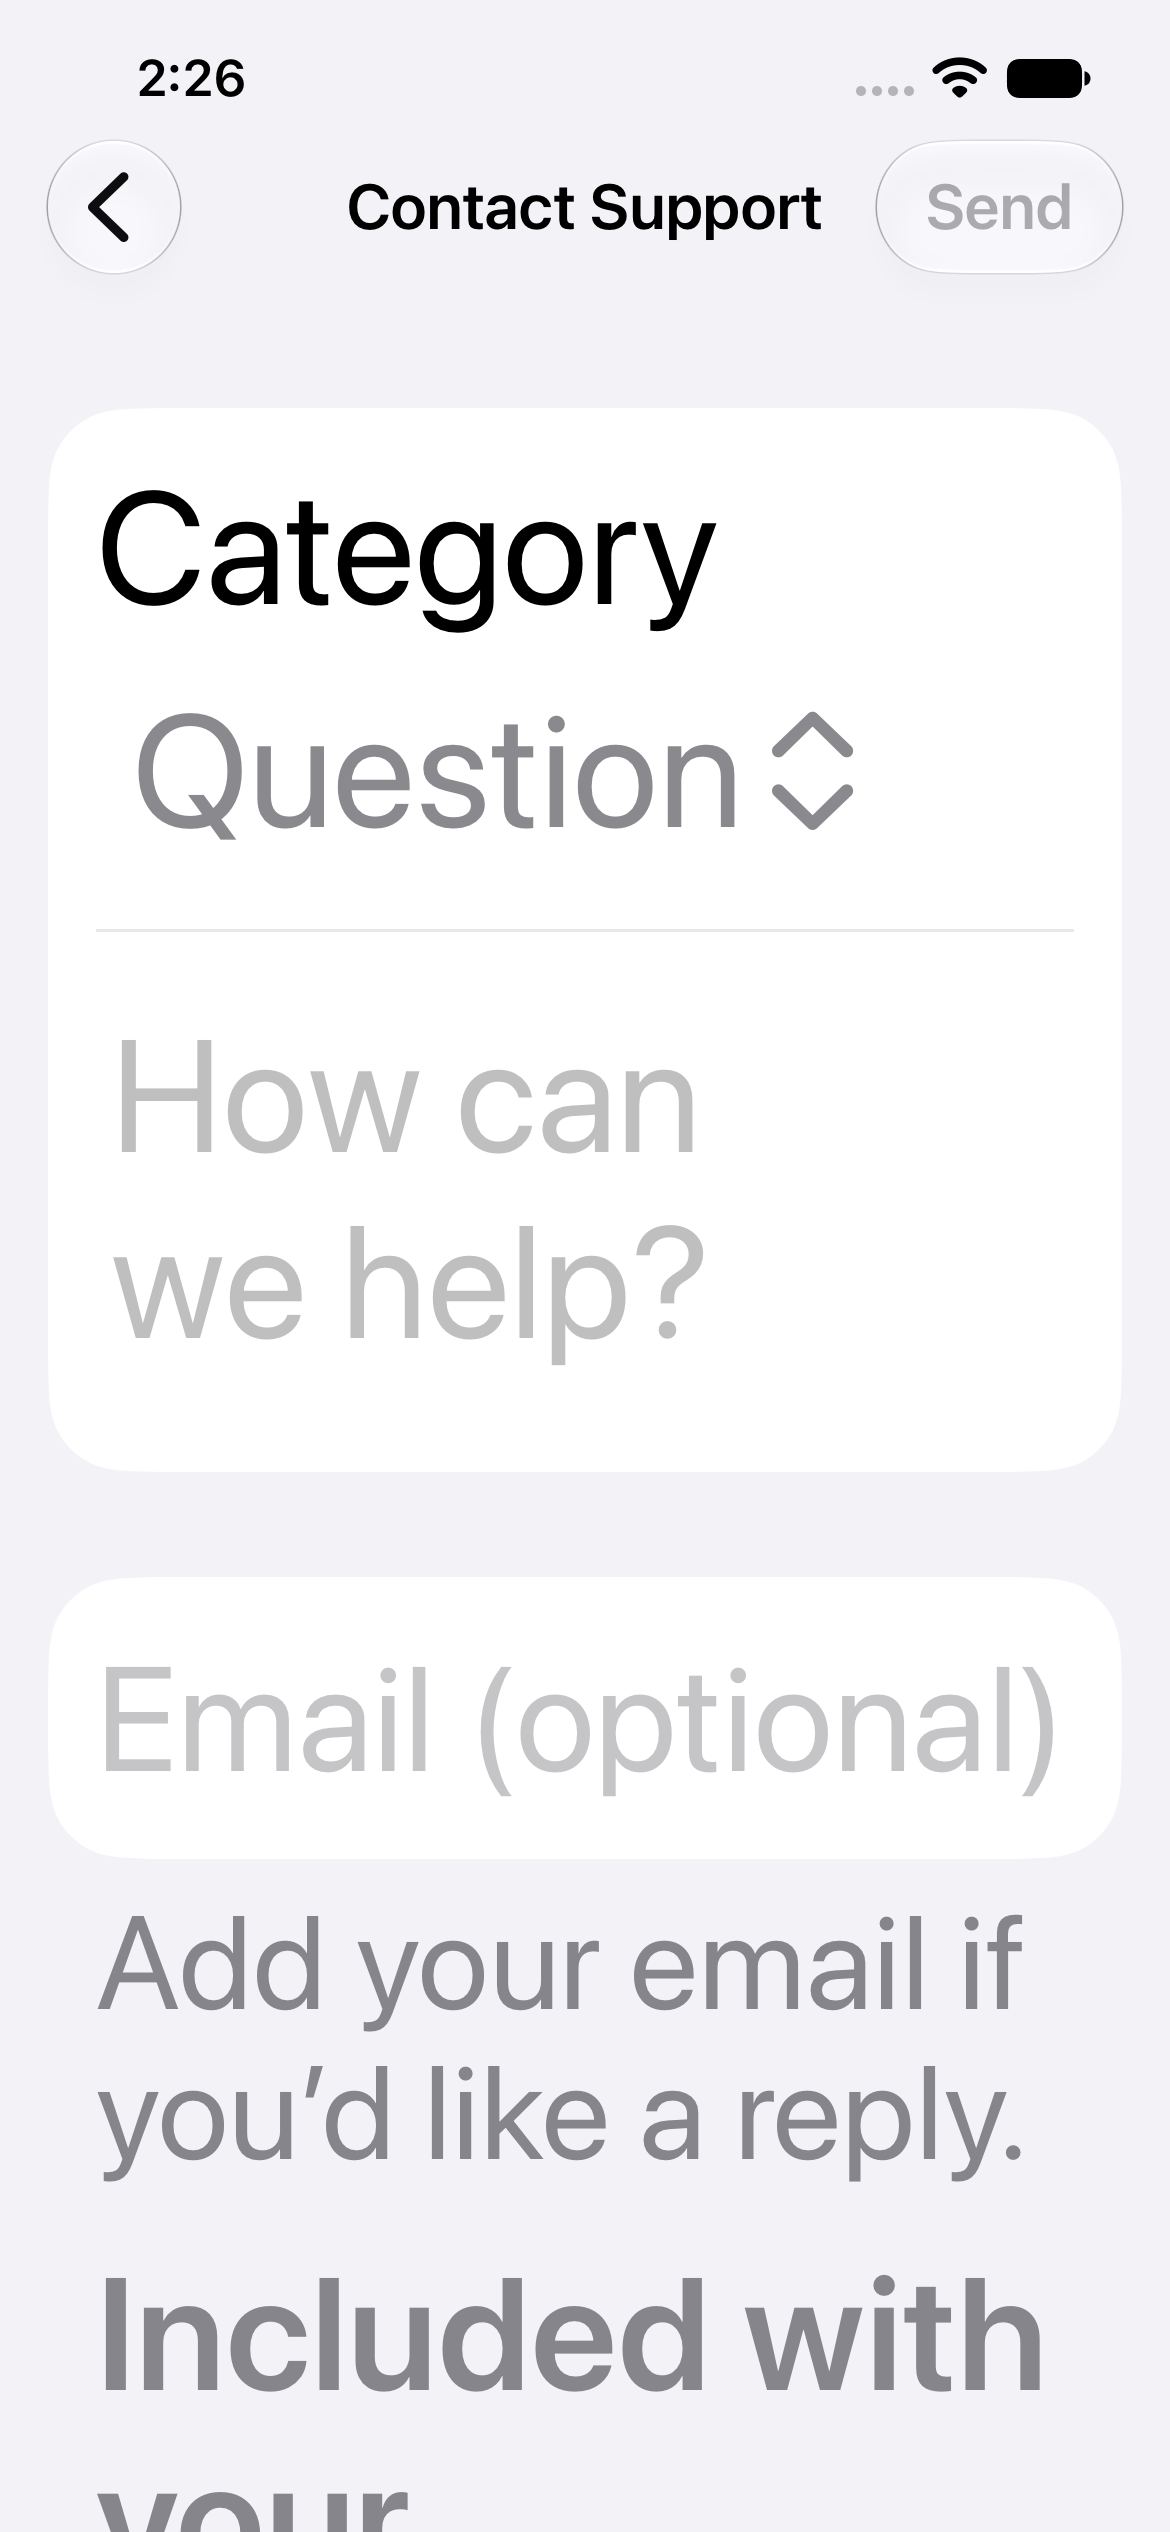 2:26
Contact Support
Send
Category
Question
How can
we help?
Email (optional)
Add your email if
you’d like a reply.
Included with
your